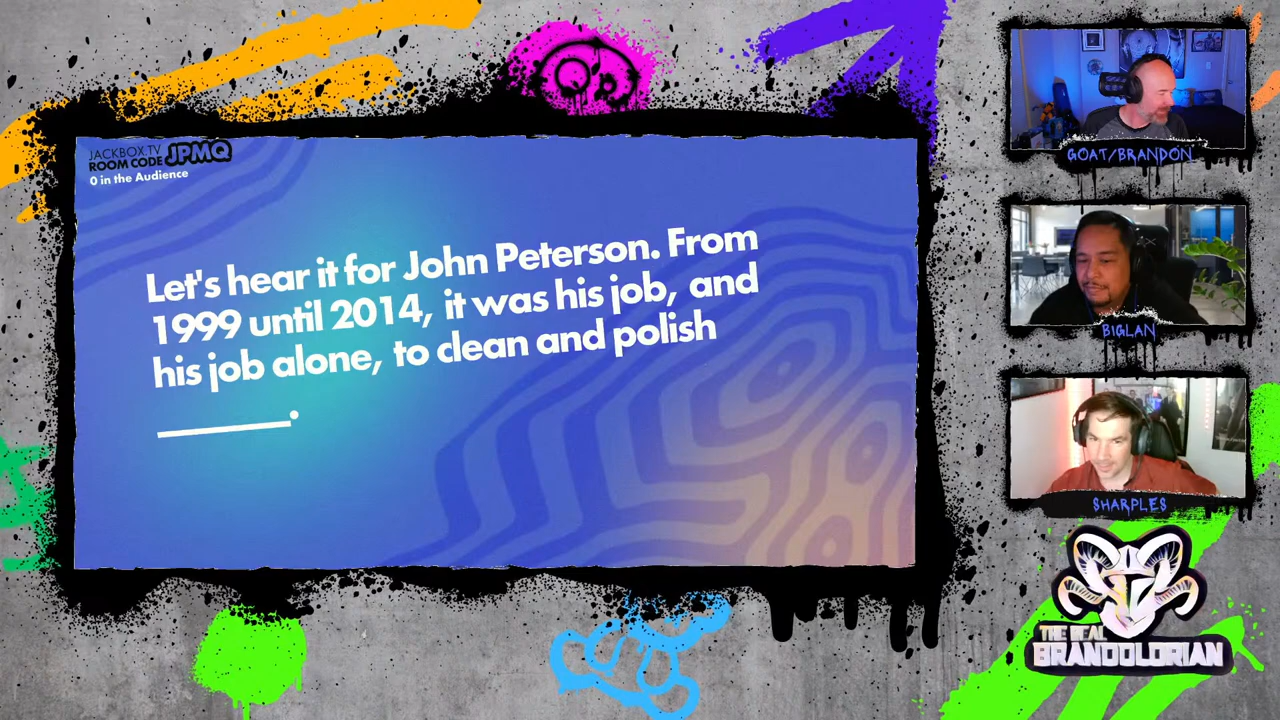 JACKBOX.TV
ROOM CODE JPMQ
0 in the Audience
Let's hear it for John Peterson. From
1999 until 2014, it was his job, and
his job alone, to clean and polish
________.
GOAT/BRANDON
BIGLAN
SHARPLES
THE REAL
BRANDOLORIAN